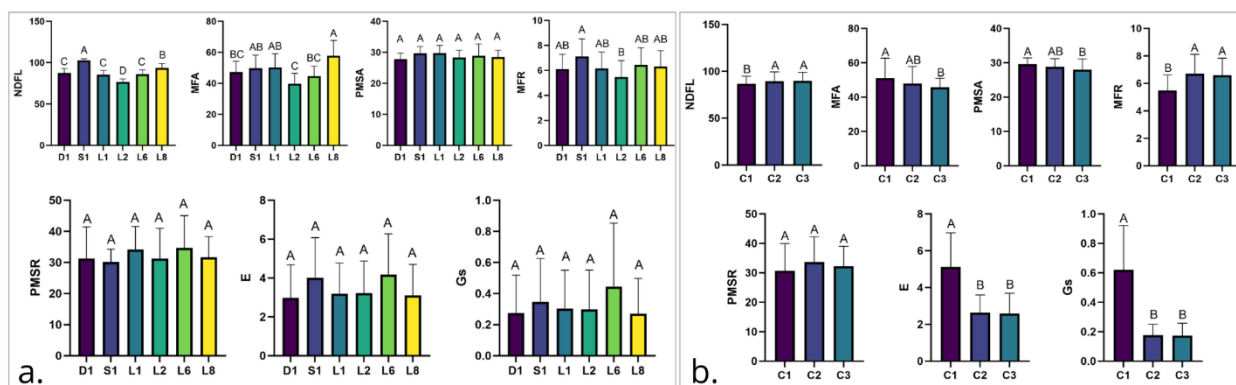 NDFL
150
100
50
0
C A C D C B
D1 S1 L1 L2 L6 L8
MFA
80
60
40
20
0
BC AB AB C BC A
D1 S1 L1 L2 L6 L8
PMSA
40
30
20
10
0
A A A A A A
D1 S1 L1 L2 L6 L8
MFR
10
8
6
4
2
0
AB A AB B AB AB
D1 S1 L1 L2 L6 L8
PMSR
50
40
30
20
10
0
A A A A A A
D1 S1 L1 L2 L6 L8
E
8
6
4
2
0
A A A A A A
D1 S1 L1 L2 L6 L8
Gs
1.0
0.8
0.6
0.4
0.2
0.0
A A A A A A
D1 S1 L1 L2 L6 L8
a.
NDFL
150
100
50
0
B A A
C1 C2 C3
MFA
80
60
40
20
0
A AB B
C1 C2 C3
PMSA
40
30
20
10
0
A AB B
C1 C2 C3
MFR
10
8
6
4
2
0
B A A
C1 C2 C3
PMSR
50
40
30
20
10
0
A A A
C1 C2 C3
E
8
6
4
2
0
A B B
C1 C2 C3
Gs
1.0
0.8
0.6
0.4
0.2
0.0
A B B
C1 C2 C3
b.